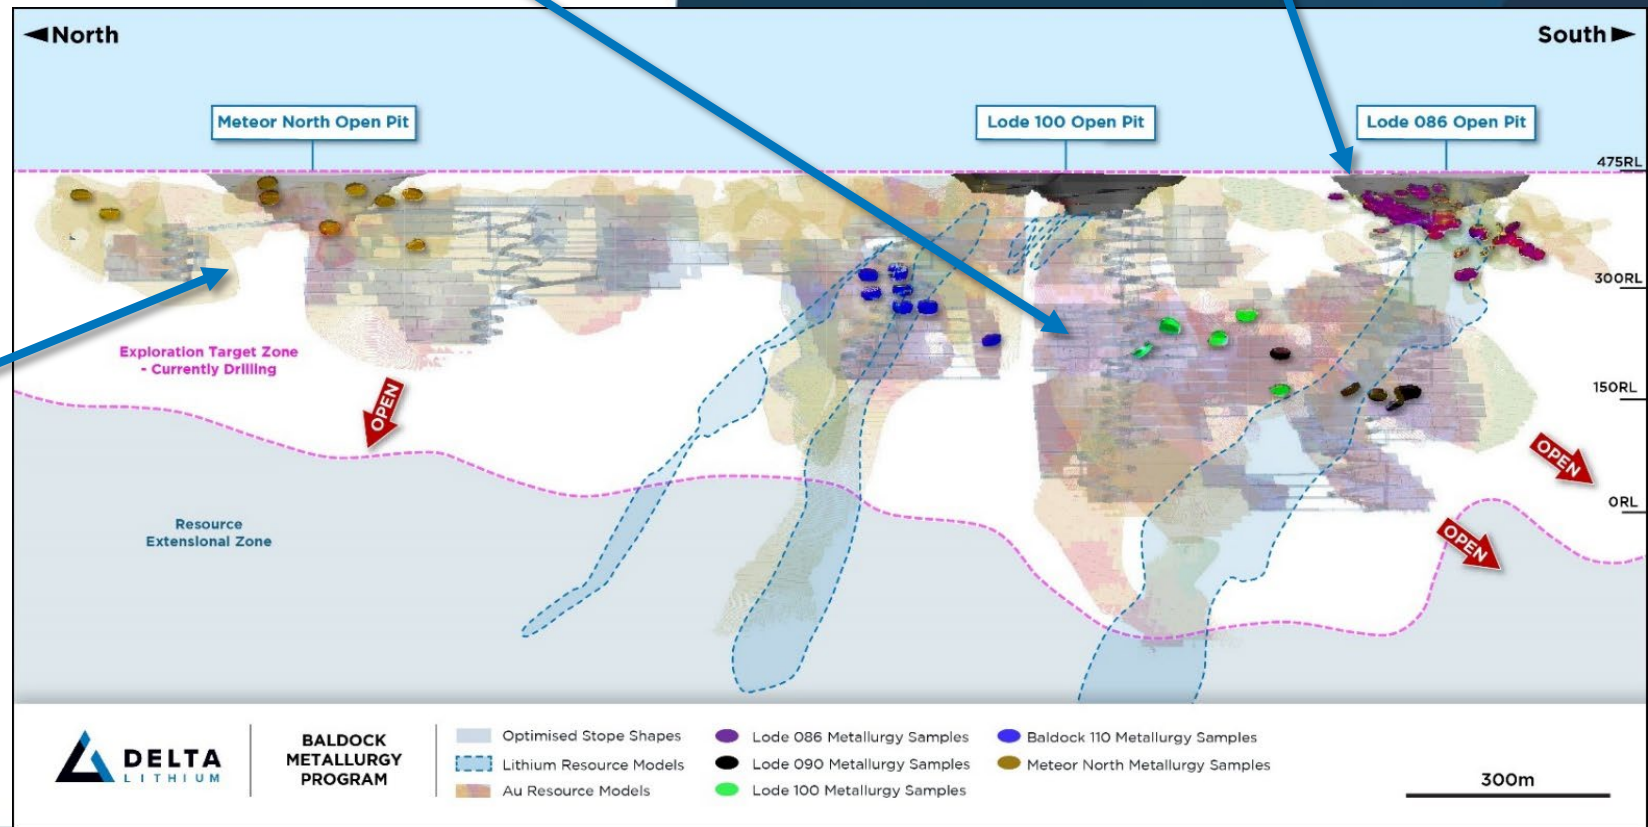 North
South
Meteor North Open Pit
Lode 100 Open Pit
Lode 086 Open Pit
475RL
300RL
Exploration Target Zone
- Currently Drilling
OPEN
150RL
OPEN
0RL
Resource
Extensional Zone
OPEN
DELTA
LITHIUM
BALDOCK
METALLURGY
PROGRAM
Optimised Stope Shapes
Lithium Resource Models
Au Resource Models
Lode 086 Metallurgy Samples
Lode 090 Metallurgy Samples
Lode 100 Metallurgy Samples
Baldock 110 Metallurgy Samples
Meteor North Metallurgy Samples
300m